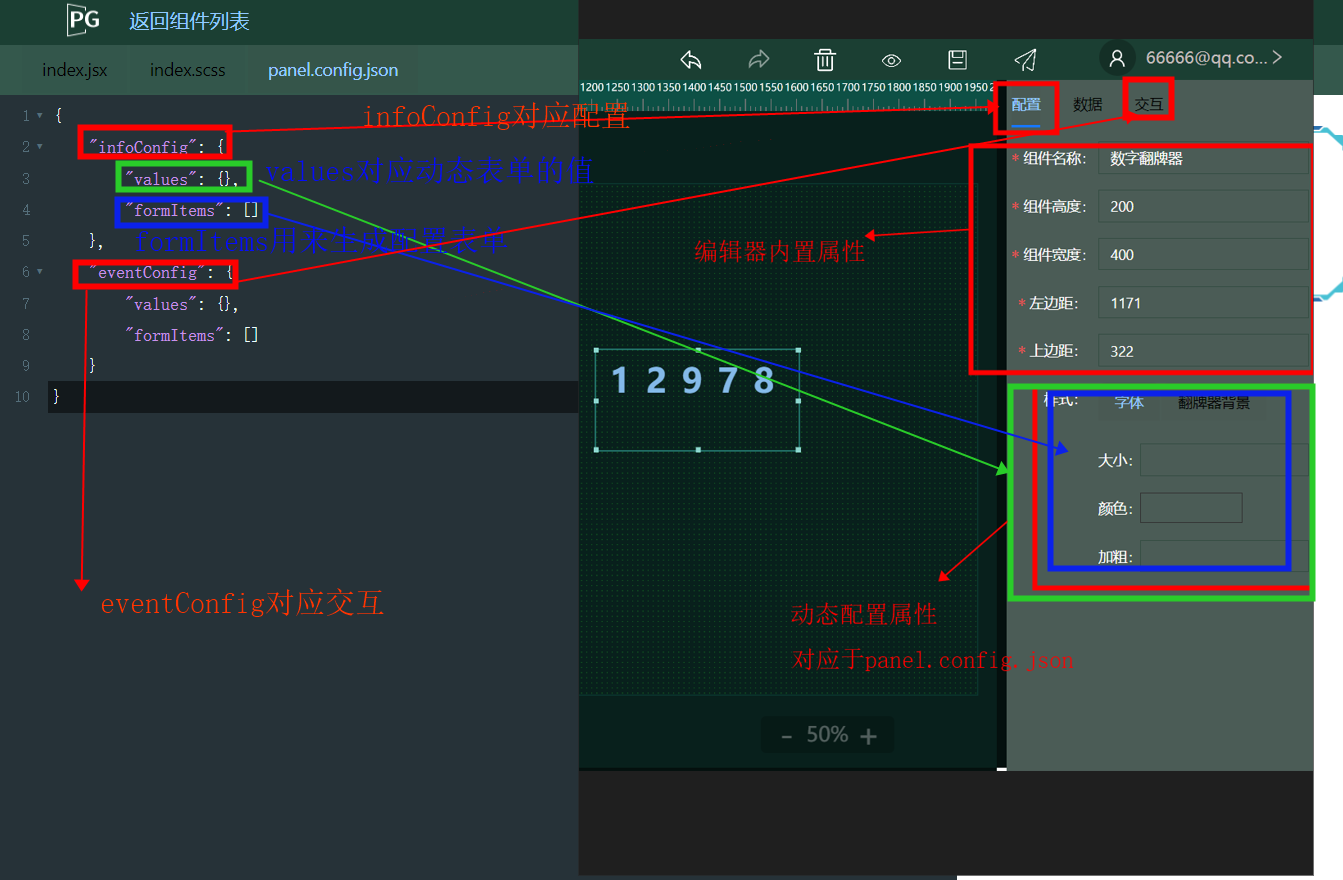 PG 返回组件列表
index.jsx index.scss panel.config.json
1 {
2 "infoConfig": {
3 "values": {},
4 "formItems": []
5 },
6 "eventConfig": {
7 "values": {},
8 "formItems": []
9 }
10 }
infoConfig对应配置
values对应动态表单的值
formItems用来生成配置表单
eventConfig对应交互
66666@qq.co...
1200 1250 1300 1350 1400 1450 1500 1550 1600 1650 1700 1750 1800 1850 1900 1950
配置 数据 交互
* 组件名称: 数字翻牌器
* 组件高度: 200
* 组件宽度: 400
* 左边距: 1171
* 上边距: 322
编辑器内置属性
1 2 9 7 8
样式: 字体 翻牌器背景
大小:
颜色:
加粗:
动态配置属性
对应于panel.config.json
- 50% +